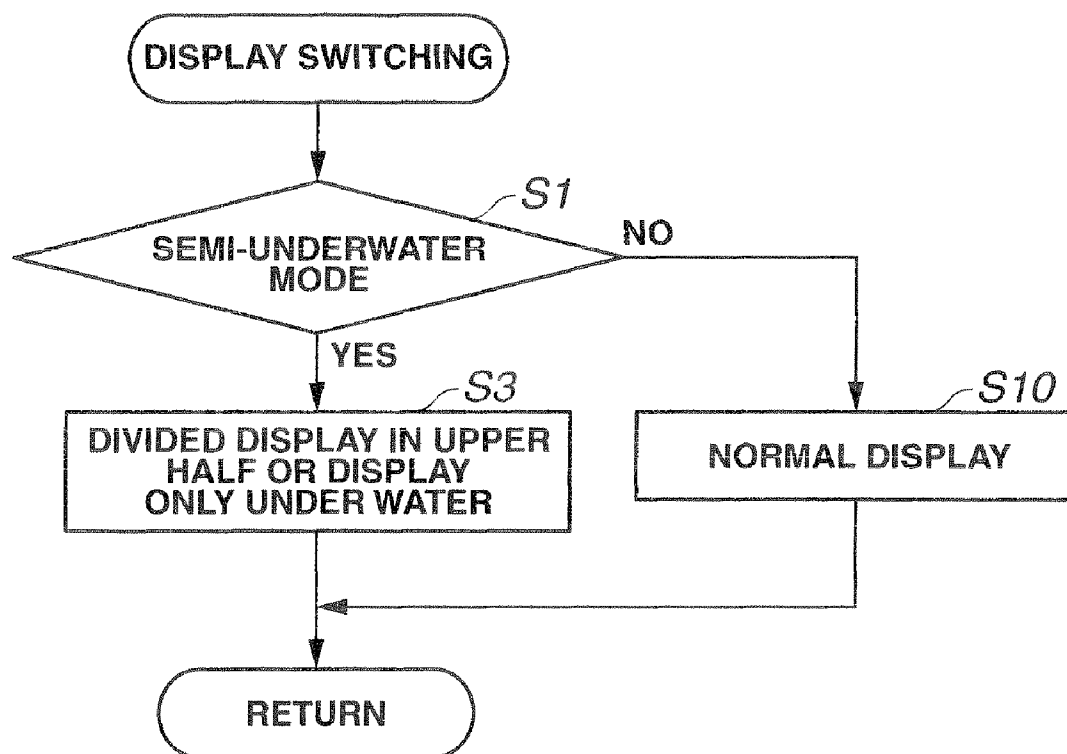 DISPLAY SWITCHING
S1
SEMI-UNDERWATER
MODE
NO
YES
S3
DIVIDED DISPLAY IN UPPER
HALF OR DISPLAY
ONLY UNDER WATER
S10
NORMAL DISPLAY
RETURN